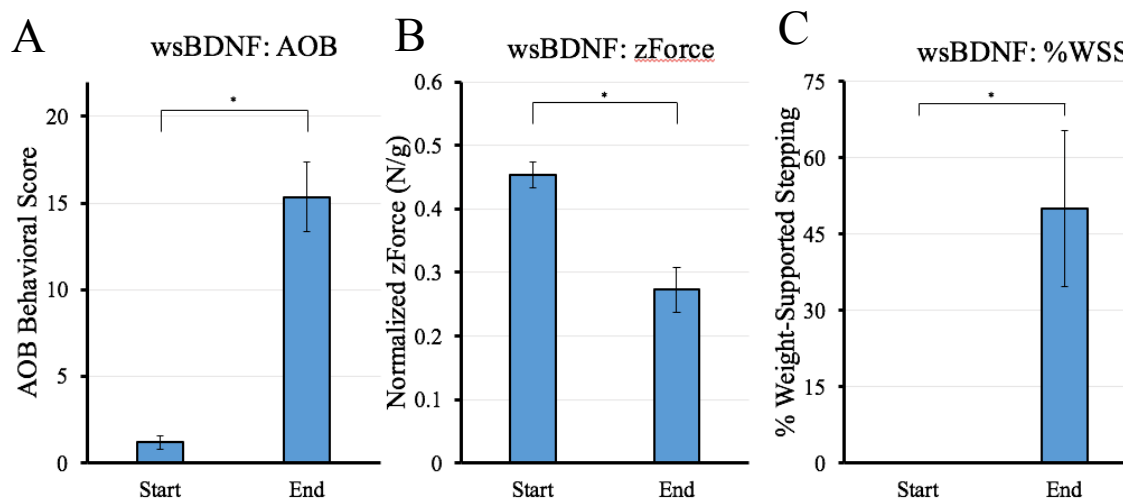 A
wsBDNF: AOB
*
AOB Behavioral Score
20
15
10
5
0
Start
End
B
wsBDNF: zForce
*
Normalized zForce (N/g)
0.6
0.5
0.4
0.3
0.2
0.1
0
Start
End
C
wsBDNF: %WSS
*
% Weight-Supported Stepping
75
60
45
30
15
0
Start
End